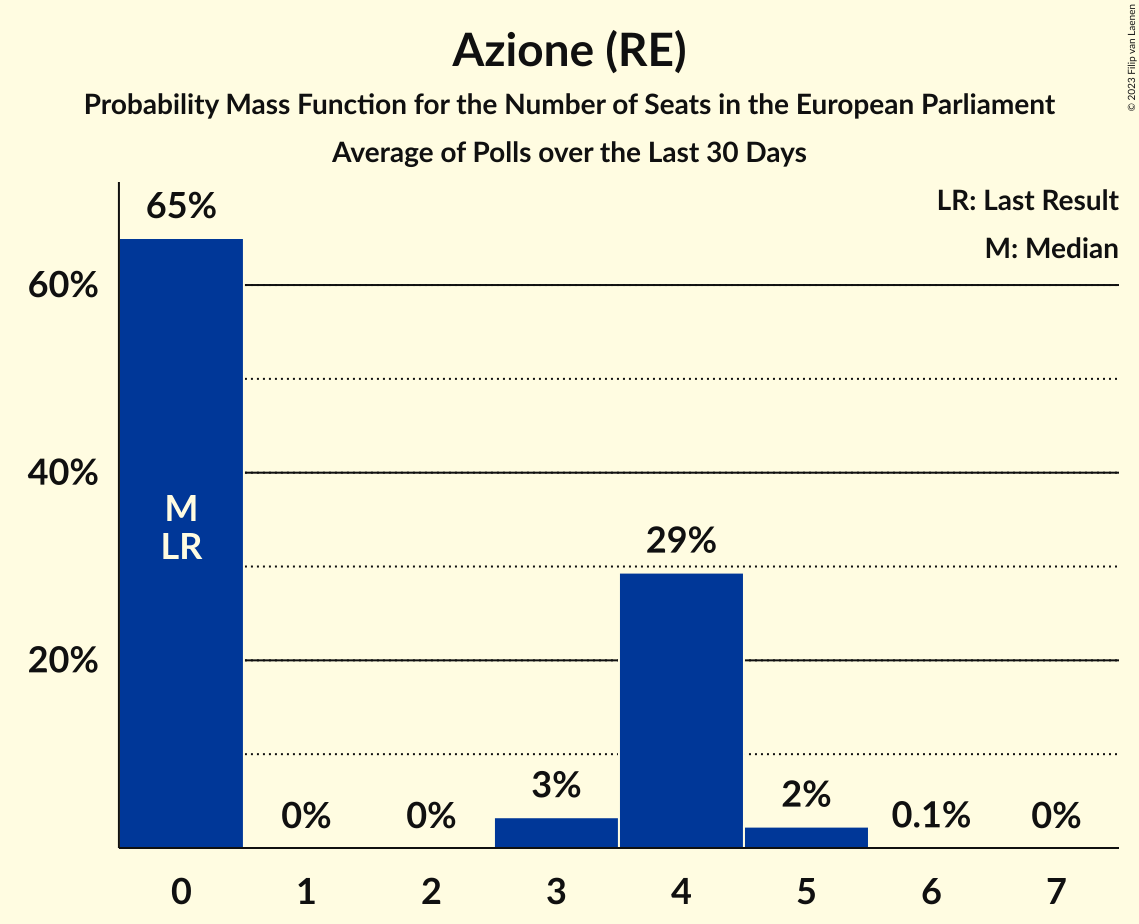 Azione (RE)
Probability Mass Function for the Number of Seats in the European Parliament
Average of Polls over the Last 30 Days
© 2023 Filip van Laenen
LR: Last Result
M: Median
65%
60%
40%
20%
M
LR
0%
0%
3%
29%
2%
0.1%
0%
0 1 2 3 4 5 6 7